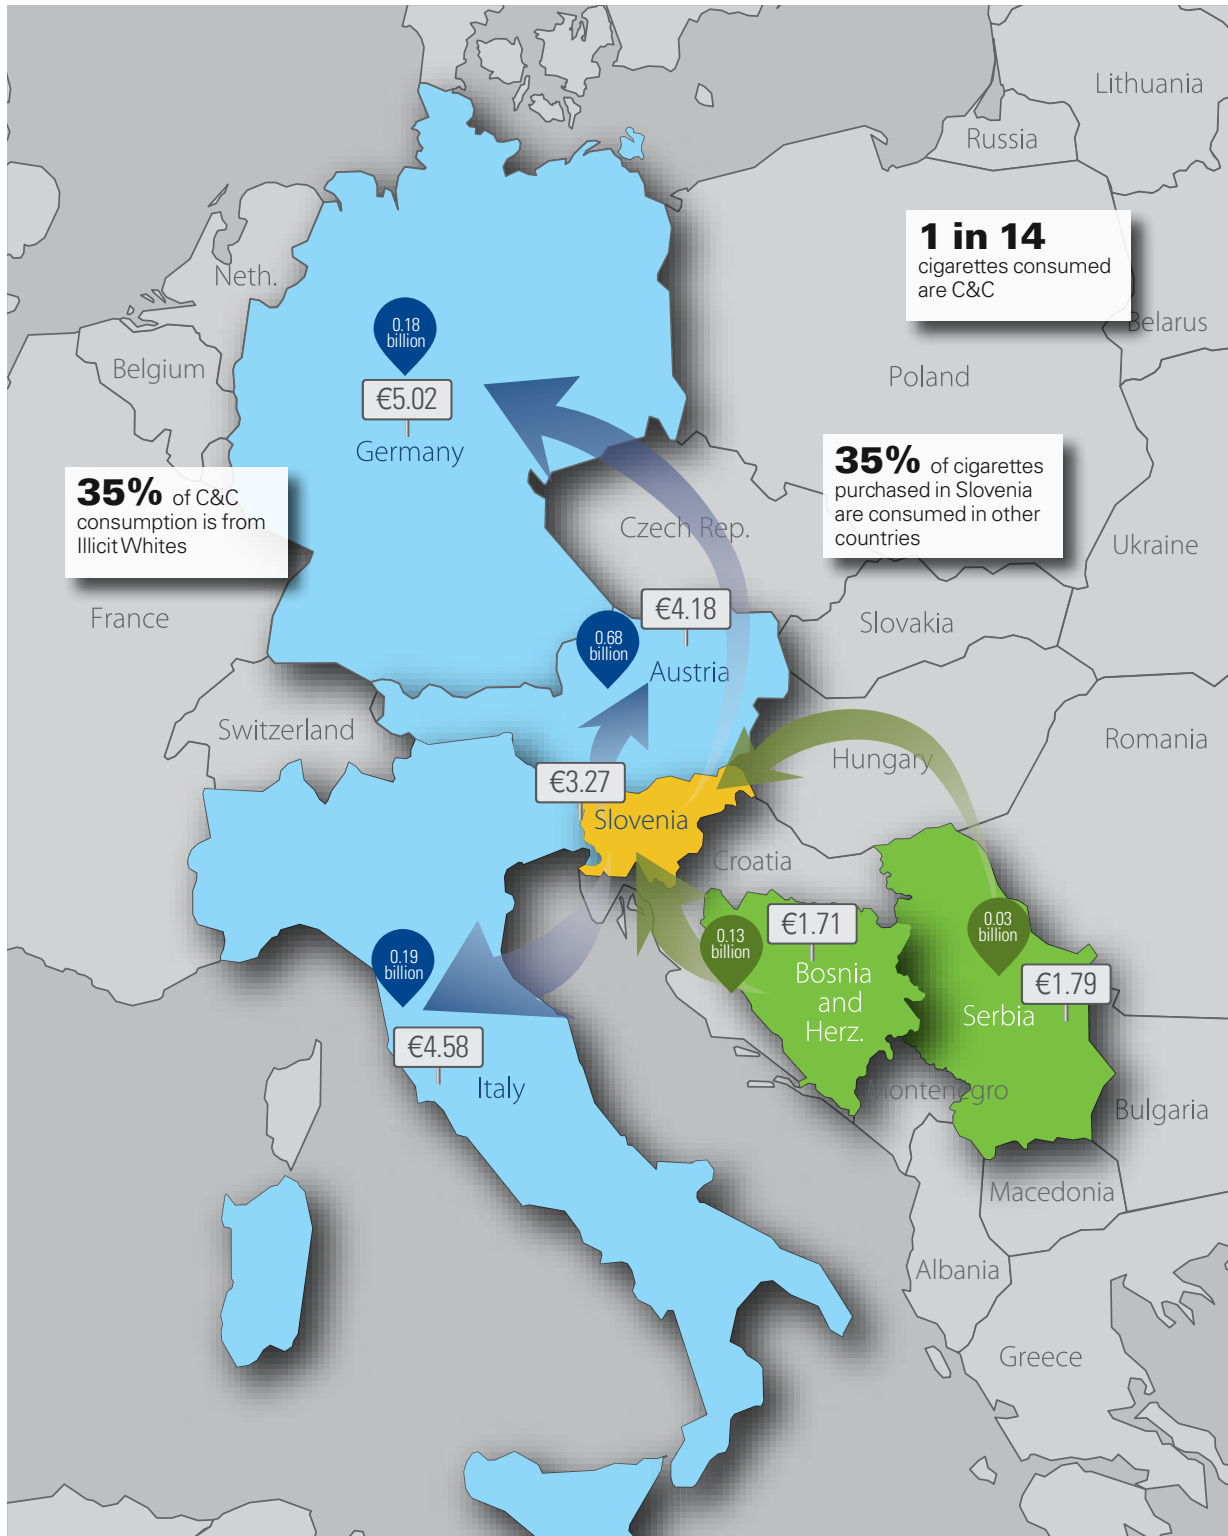 Lithuania
Russia
1 in 14
cigarettes consumed
are C&C
Neth.
Belarus
0.18
billion
Belgium
Poland
€5.02
Germany
35% of C&C
consumption is from
Illicit Whites
35% of cigarettes
purchased in Slovenia
are consumed in other
countries
Czech Rep.
Ukraine
France
€4.18
Slovakia
0.68
billion
Austria
Switzerland
Romania
Hungary
€3.27
Slovenia
Croatia
0.13
billion
€1.71
0.03
billion
0.19
billion
Bosnia
and
Herz.
€1.79
Serbia
€4.58
Italy
Montenegro
Bulgaria
Macedonia
Albania
Greece